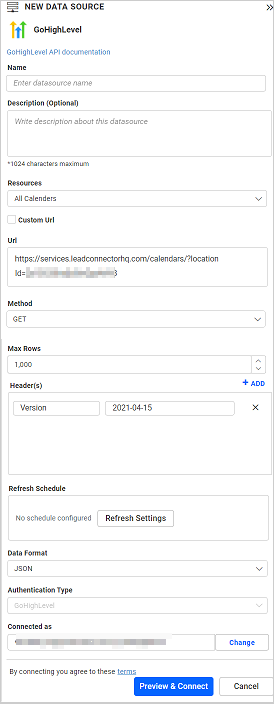 NEW DATA SOURCE
GoHighLevel
GoHighLevel API documentation
Name
Enter datasource name
Description (Optional)
Write description about this datasource
*1024 characters maximum
Resources
All Calenders
Custom Url
Url
https://services.leadconnectorhq.com/calendars/?location
Id=
Method
GET
Max Rows
1,000
Header(s)
+ ADD
Version
2021-04-15
Refresh Schedule
No schedule configured
Refresh Settings
Data Format
JSON
Authentication Type
GoHighLevel
Connected as
Change
By connecting you agree to these terms
Preview & Connect
Cancel